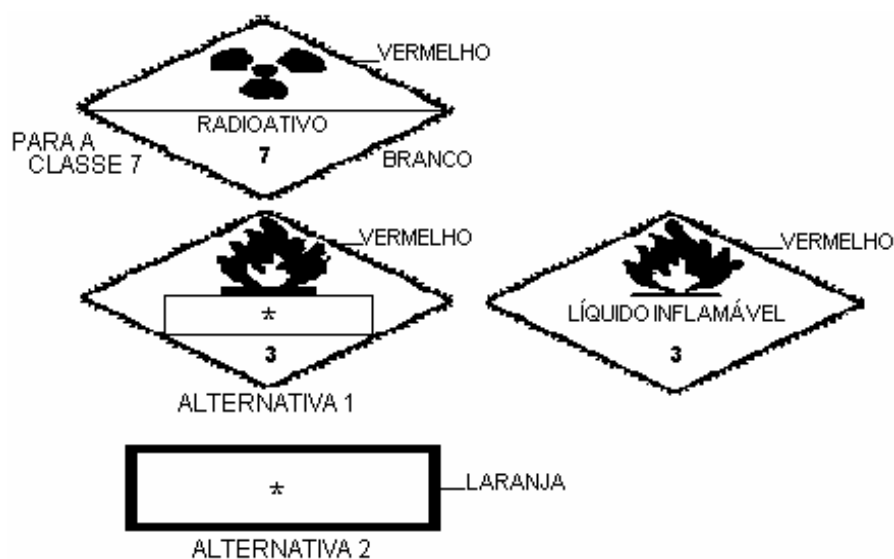 VERMELHO
RADIOATIVO
7
PARA A
CLASSE 7
BRANCO
VERMELHO
*
3
ALTERNATIVA 1
VERMELHO
LÍQUIDO INFLAMÁVEL
3
*
LARANJA
ALTERNATIVA 2